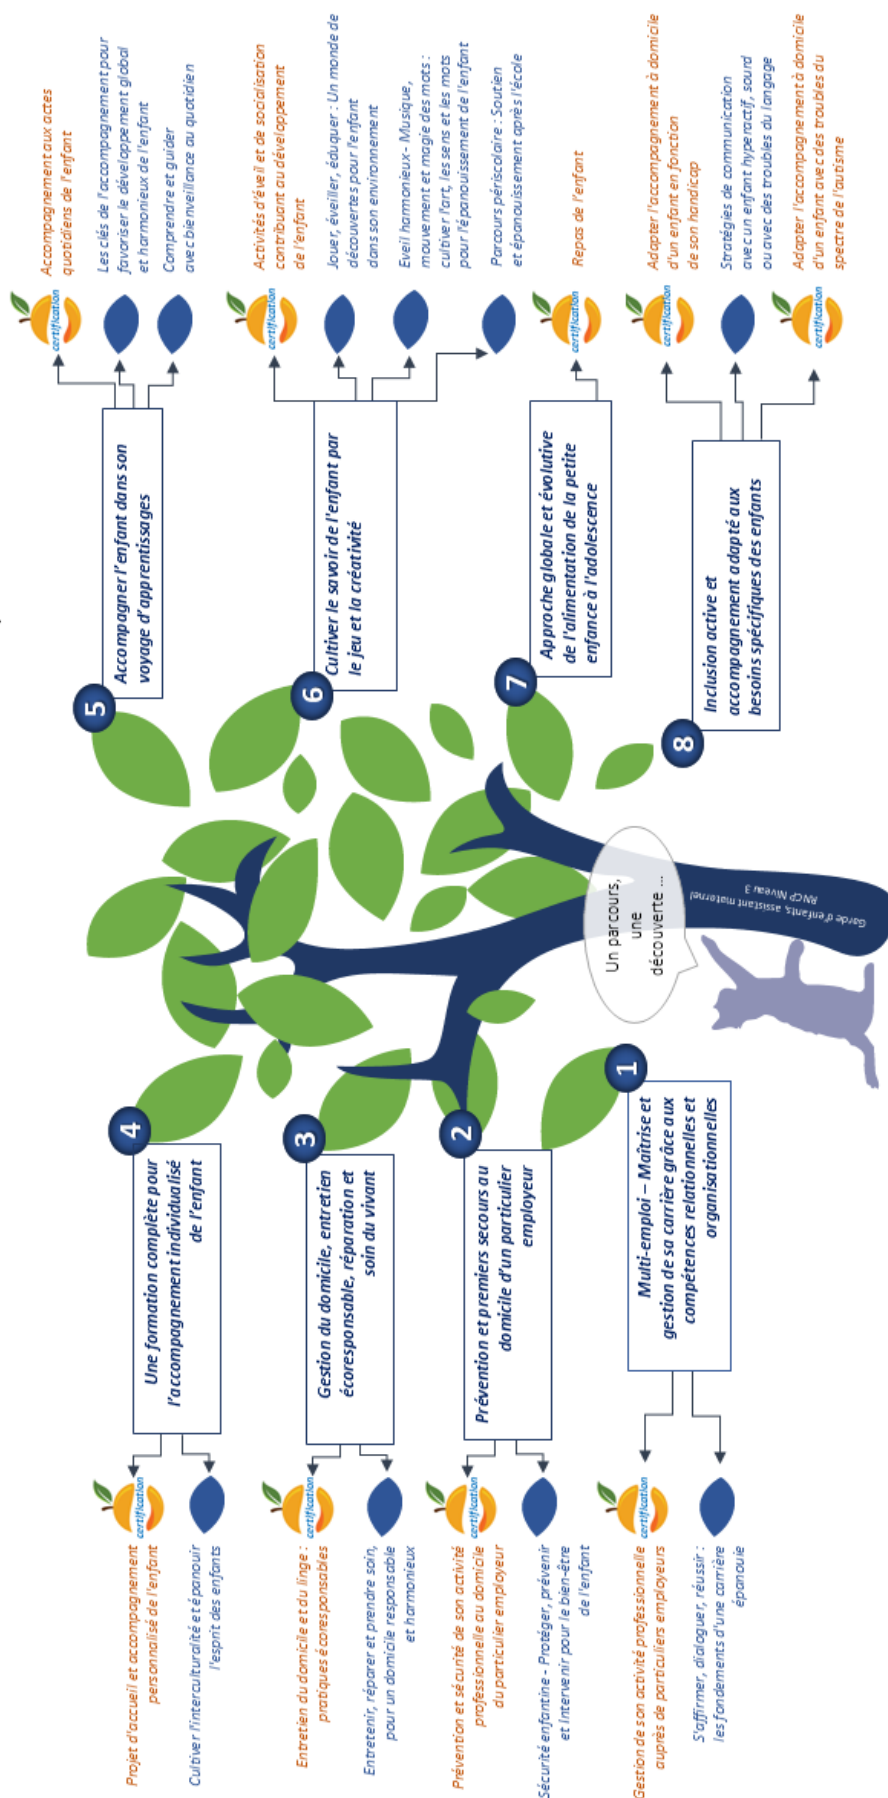 Projet d'accueil et accompagnement
personnalisé de l'enfant
certification
Cultiver l'interculturalité et épanouir
l'esprit des enfants
4
Une formation complète pour
l'accompagnement individualisé
de l'enfant
Entretien du domicile et du linge :
pratiques écoresponsables
certification
Entretenir, réparer et prendre soin,
pour un domicile responsable
et harmonieux
3
Gestion du domicile, entretien
écoresponsable, réparation et
soin du vivant
Prévention et sécurité de son activité
professionnelle au domicile
du particulier employeur
certification
Sécurité enfantine - Protéger, prévenir
et Intervenir pour le bien-être
de l'enfant
2
Prévention et premiers secours au
domicile d'un particulier
employeur
Gestion de son activité professionnelle
auprès de particuliers employeurs
certification
S'affirmer, dialoguer, réussir :
les fondements d'une carrière
épanouie
1
Multi-emploi – Maîtrise et
gestion de sa carrière grâce aux
compétences relationnelles et
organisationnelles
Un parcours,
une
découverte ...
Garde d'enfants, assistant maternel
RNCP Niveau 3
5
Accompagner l'enfant dans son
voyage d'apprentissages
certification
Accompagnement aux actes
quotidiens de l'enfant
Les clés de l'accompagnement pour
favoriser le développement global
et harmonieux de l'enfant
Comprendre et guider
avec bienveillance au quotidien
6
Cultiver le savoir de l'enfant par
le jeu et la créativité
certification
Activités d'éveil et de socialisation
contribuant au développement
de l'enfant
Jouer, éveiller, éduquer : Un monde de
découvertes pour l'enfant
dans son environnement
Eveil harmonieux - Musique,
mouvement et magie des mots :
cultiver l'art, les sens et les mots
pour l'épanouissement de l'enfant
Parcours périscolaire : Soutien
et épanouissement après l'école
7
Approche globale et évolutive
de l'alimentation de la petite
enfance à l'adolescence
certification
Repas de l'enfant
8
Inclusion active et
accompagnement adapté aux
besoins spécifiques des enfants
certification
Adapter l'accompagnement à domicile
d'un enfant en fonction
de son handicap
Stratégies de communication
avec un enfant hyperactif, sourd
ou avec des troubles du langage
certification
Adapter l'accompagnement à domicile
d'un enfant avec des troubles du
spectre de l'autisme